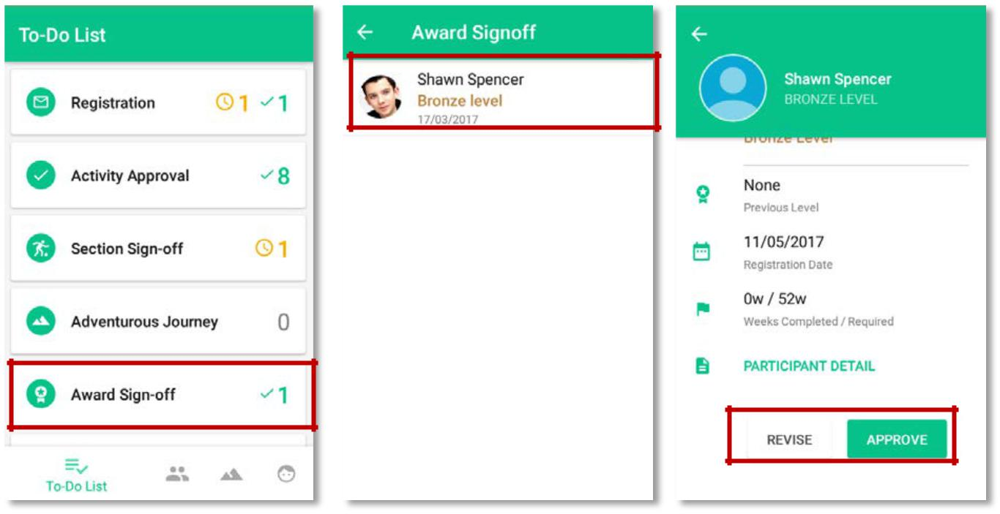 To-Do List
Registration 1 1
Activity Approval 8
Section Sign-off 1
Adventurous Journey 0
Award Sign-off 1
To-Do List
Award Signoff
Shawn Spencer
Bronze level
17/03/2017
Shawn Spencer
BRONZE LEVEL
Bronze Level
None
Previous Level
11/05/2017
Registration Date
0w / 52w
Weeks Completed / Required
PARTICIPANT DETAIL
REVISE APPROVE